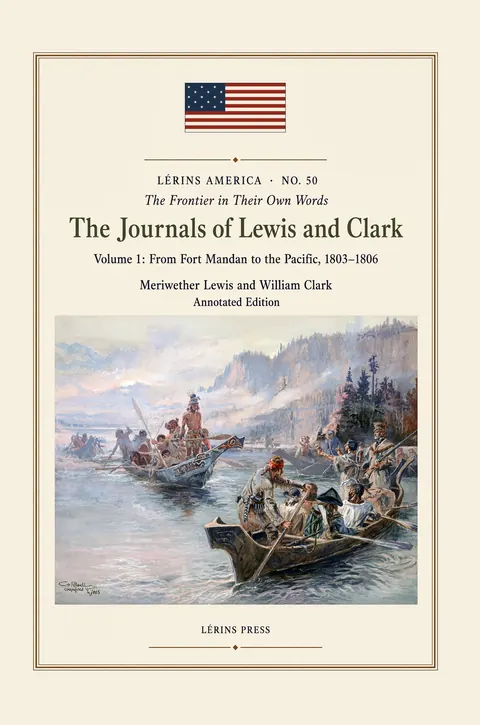 LÉRINS AMERICA · NO. 50
The Frontier in Their Own Words
The Journals of Lewis and Clark
Volume 1: From Fort Mandan to the Pacific, 1803–1806
Meriwether Lewis and William Clark
Annotated Edition
LÉRINS PRESS